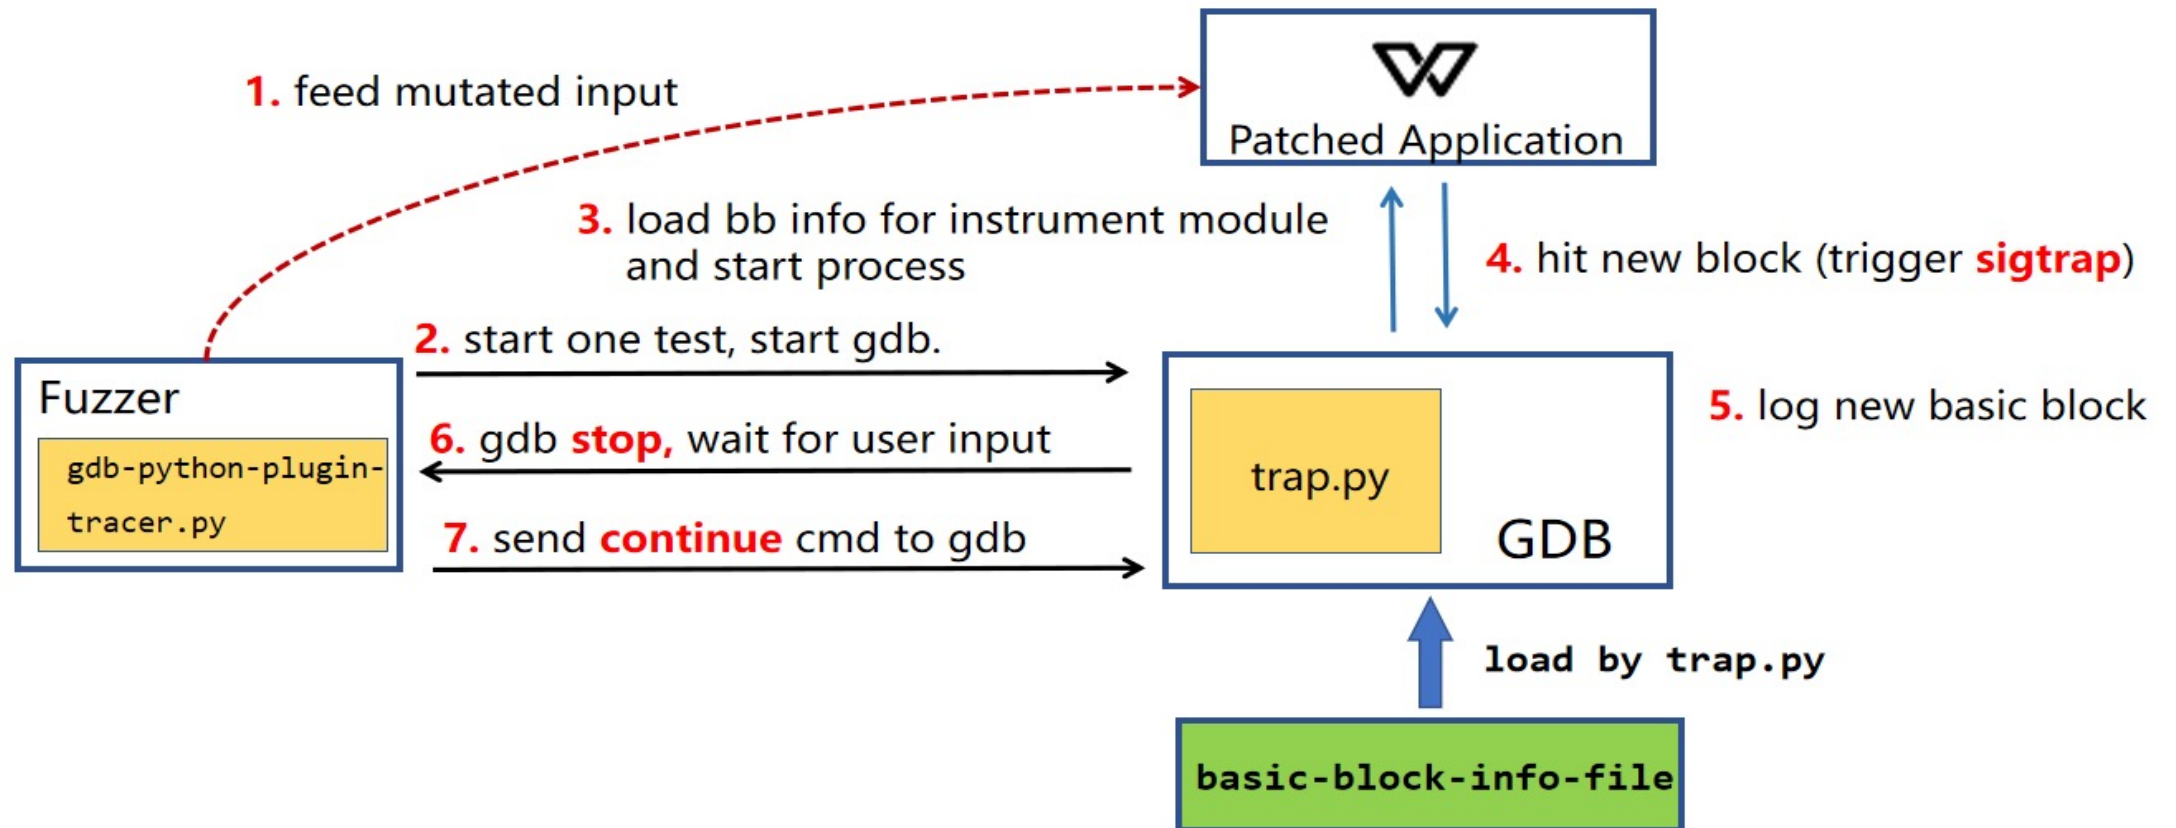 1. feed mutated input
Patched Application
3. load bb info for instrument module
and start process
4. hit new block (trigger sigtrap)
2. start one test, start gdb.
Fuzzer
gdb-python-plugin-
tracer.py
6. gdb stop, wait for user input
7. send continue cmd to gdb
trap.py
GDB
5. log new basic block
load by trap.py
basic-block-info-file